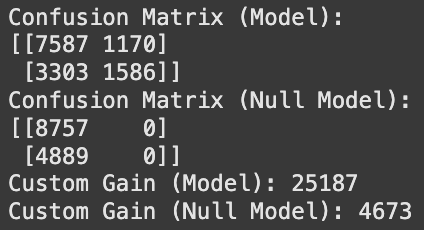 Confusion Matrix (Model):
[[7587 1170]
 [3303 1586]]
Confusion Matrix (Null Model):
[[8757    0]
 [4889    0]]
Custom Gain (Model): 25187
Custom Gain (Null Model): 4673